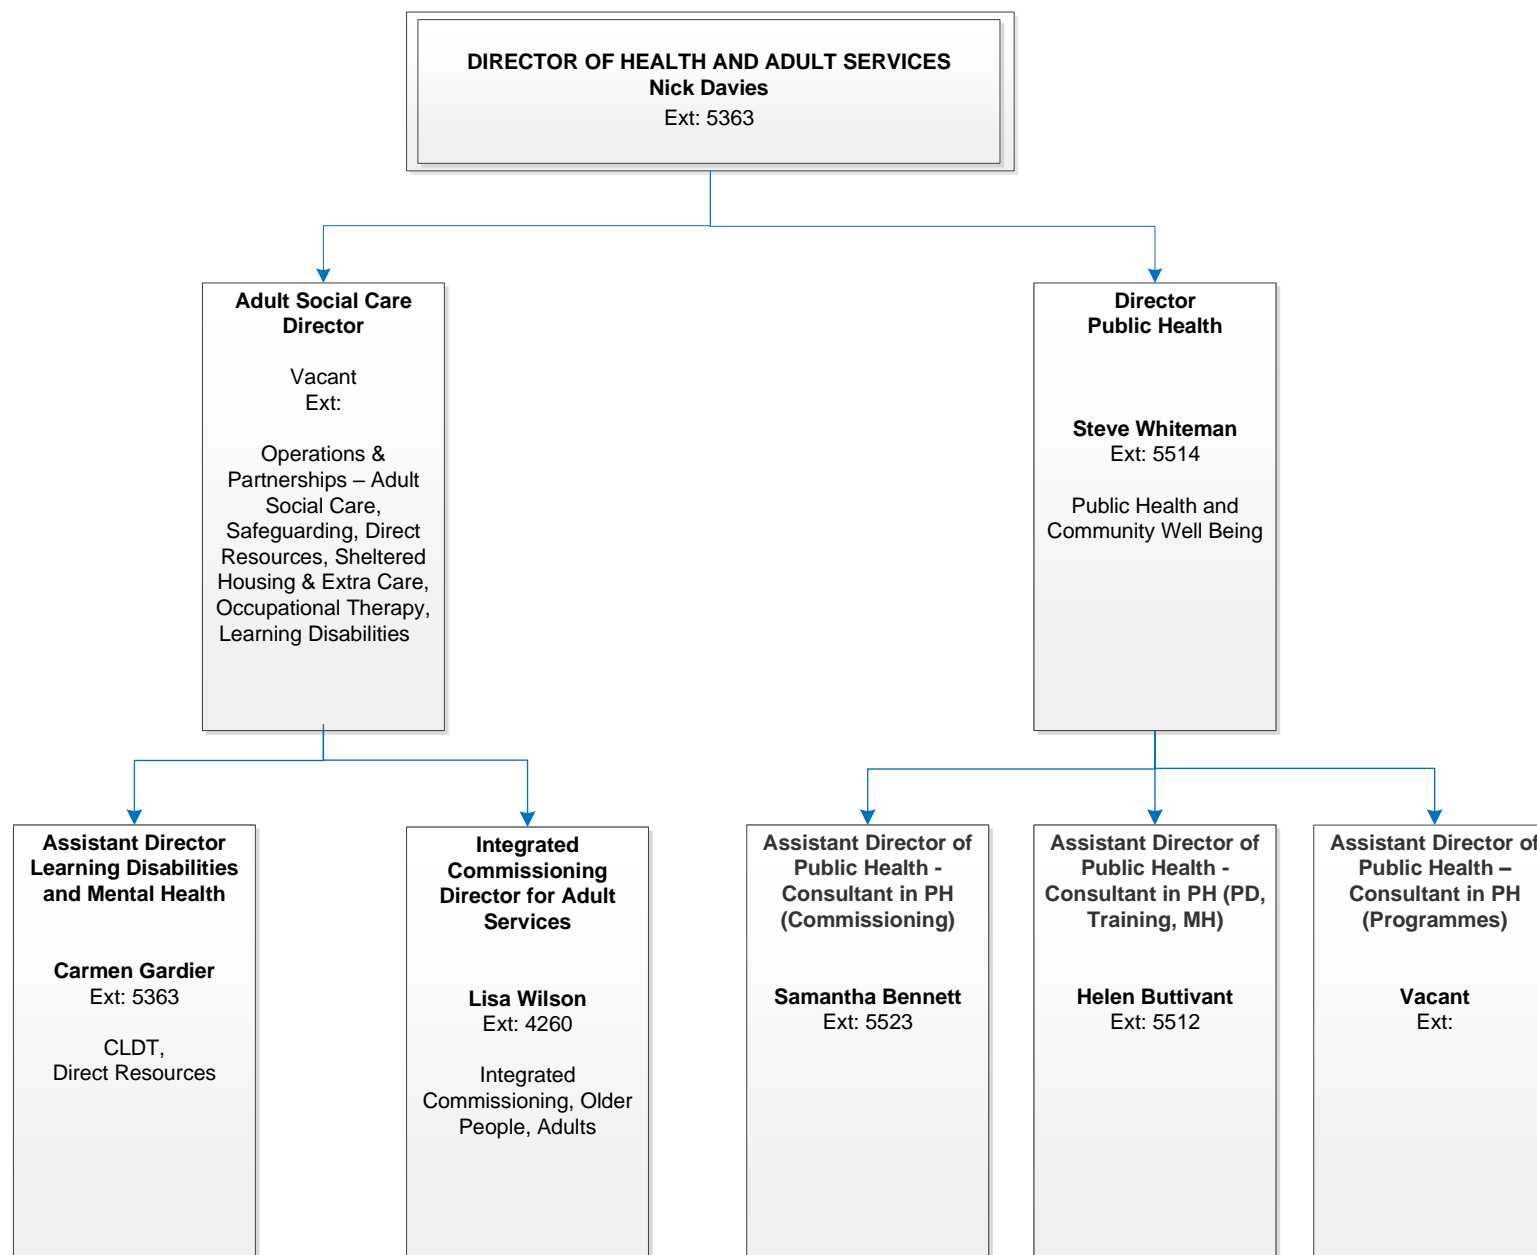 DIRECTOR OF HEALTH AND ADULT SERVICES
Nick Davies
Ext: 5363
Adult Social Care
Director
Vacant
Ext:
Operations &
Partnerships – Adult
Social Care,
Safeguarding, Direct
Resources, Sheltered
Housing & Extra Care,
Occupational Therapy,
Learning Disabilities
Director
Public Health
Steve Whiteman
Ext: 5514
Public Health and
Community Well Being
Assistant Director
Learning Disabilities
and Mental Health
Carmen Gardier
Ext: 5363
CLDT,
Direct Resources
Integrated
Commissioning
Director for Adult
Services
Lisa Wilson
Ext: 4260
Integrated
Commissioning, Older
People, Adults
Assistant Director of
Public Health -
Consultant in PH
(Commissioning)
Samantha Bennett
Ext: 5523
Assistant Director of
Public Health -
Consultant in PH (PD,
Training, MH)
Helen Buttivant
Ext: 5512
Assistant Director of
Public Health –
Consultant in PH
(Programmes)
Vacant
Ext: